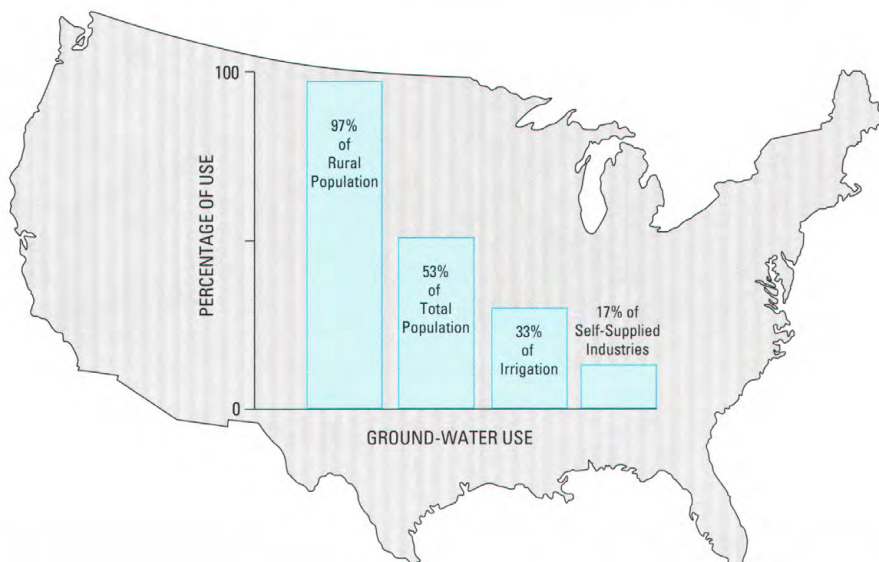 100
97%
of
Rural
Population
PERCENTAGE OF USE
53%
of
Total
Population
33%
of
Irrigation
17% of
Self-Supplied
Industries
0
GROUND-WATER USE